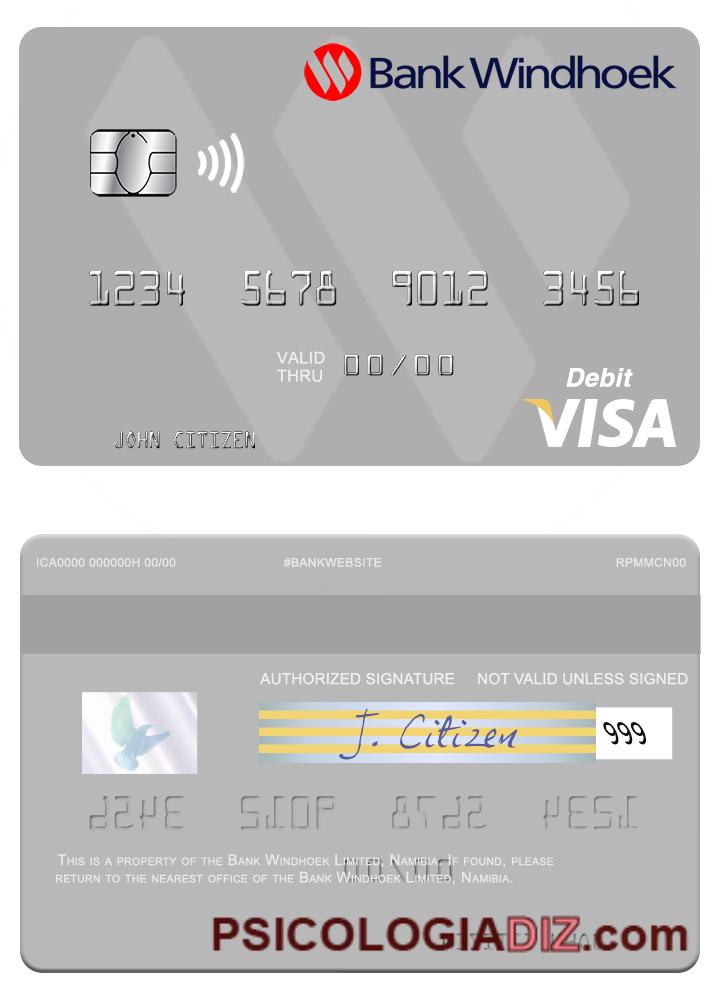 Bank Windhoek
1234 5678 9012 3456
VALID THRU 00/00
Debit
VISA
JOHN CITIZEN
ICA0000 000000H 00/00 #BANKWEBSITE RPMMCN00
AUTHORIZED SIGNATURE NOT VALID UNLESS SIGNED
J. Citizen 999
THIS IS A PROPERTY OF THE BANK WINDHOEK LIMITED, NAMIBIA. IF FOUND, PLEASE
RETURN TO THE NEAREST OFFICE OF THE BANK WINDHOEK LIMITED, NAMIBIA.
PSICOLOGIADIZ.com